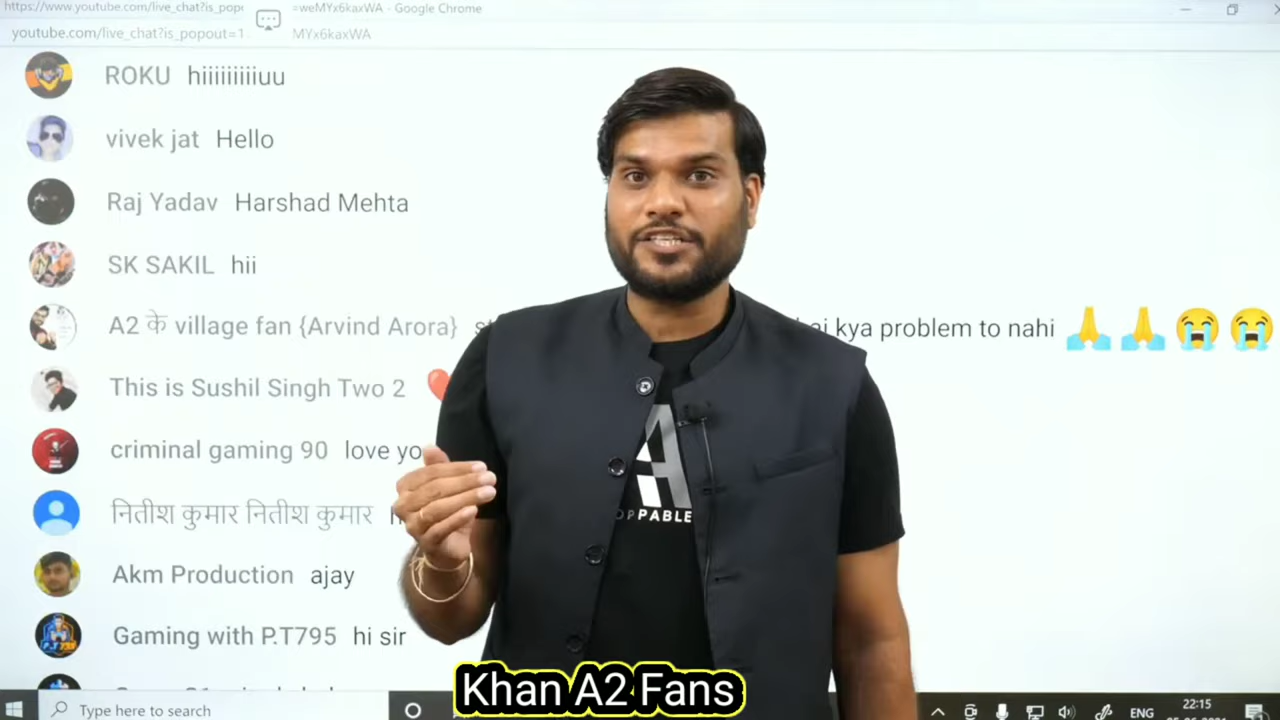 https://www.youtube.com/live_chat?is_pop
=weMYx6kaxWA - Google Chrome
youtube.com/live_chat?is_popout=1
MYx6kaxWA
ROKU hiiiiiiiiiuu
vivek jat Hello
Raj Yadav Harshad Mehta
SK SAKIL hii
A2 के village fan {Arvind Arora} kya problem to nahi 🙏 🙏 😭 😭
This is Sushil Singh Two 2 ❤
criminal gaming 90 love yo
नितीश कुमार नितीश कुमार
Akm Production ajay
Gaming with P.T795 hi sir
A
OPPABLE
Khan A2 Fans
Type here to search
ENG
22:15